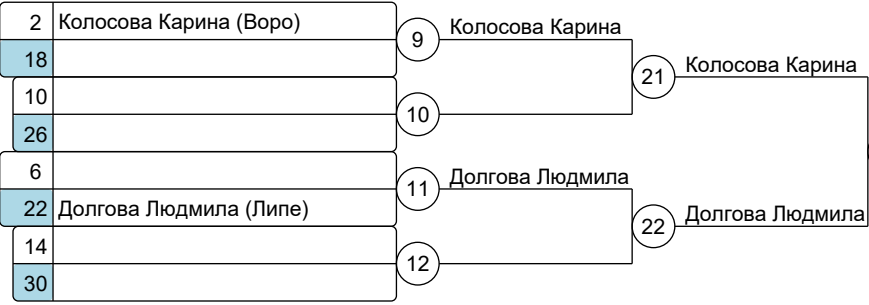 2 Колосова Карина (Воро)
18
9 Колосова Карина
21 Колосова Карина
10
26
10
6
22 Долгова Людмила (Липе)
11 Долгова Людмила
22 Долгова Людмила
14
30
12